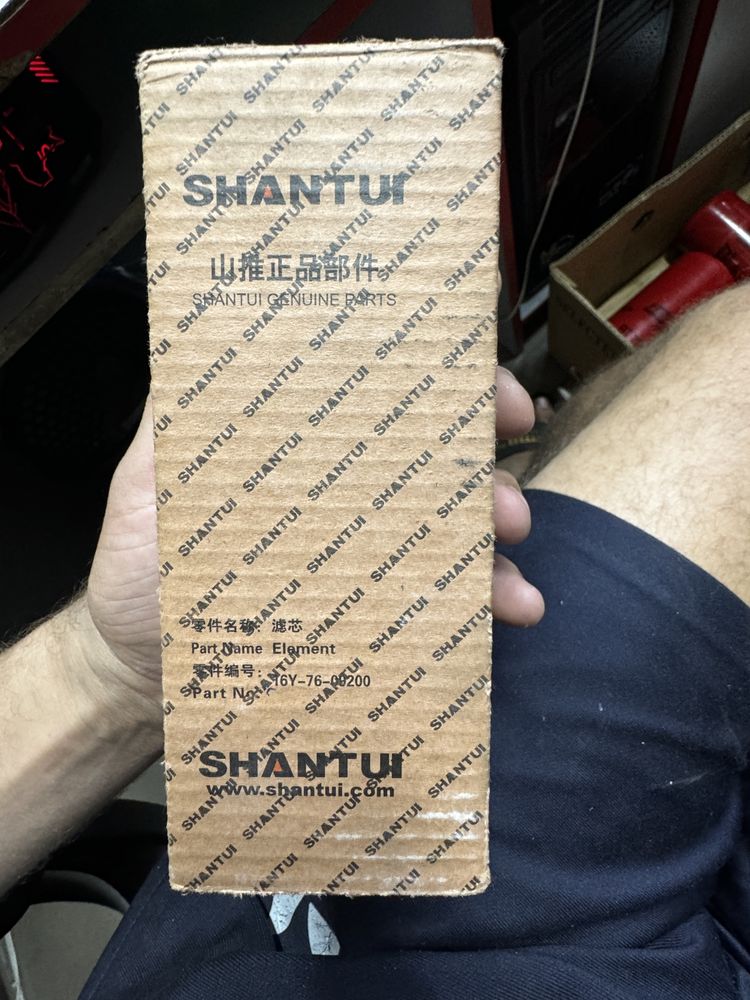 SHANTUI
山推正品部件
SHANTUI GENUINE PARTS
零件名称：滤芯
Part Name Element
零件编号：16Y-76-09200
Part No:
SHANTUI
www.shantui.com